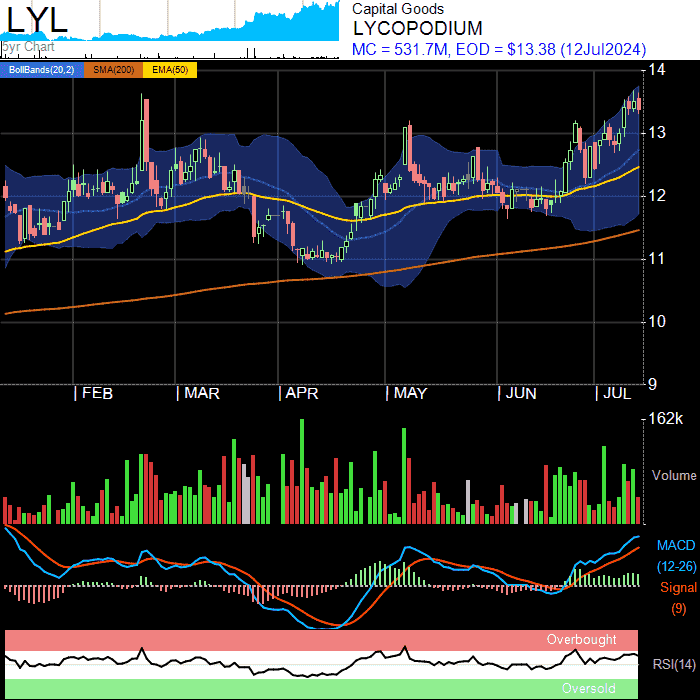 LYL
5yr Chart
Capital Goods
LYCOPODIUM
MC = 531.7M, EOD = $13.38 (12Jul2024)
BollBands(20,2) SMA(200) EMA(50)
14
13
12
11
10
9
FEB MAR APR MAY JUN JUL
162k
Volume
MACD
(12-26)
Signal
(9)
Overbought
RSI(14)
Oversold